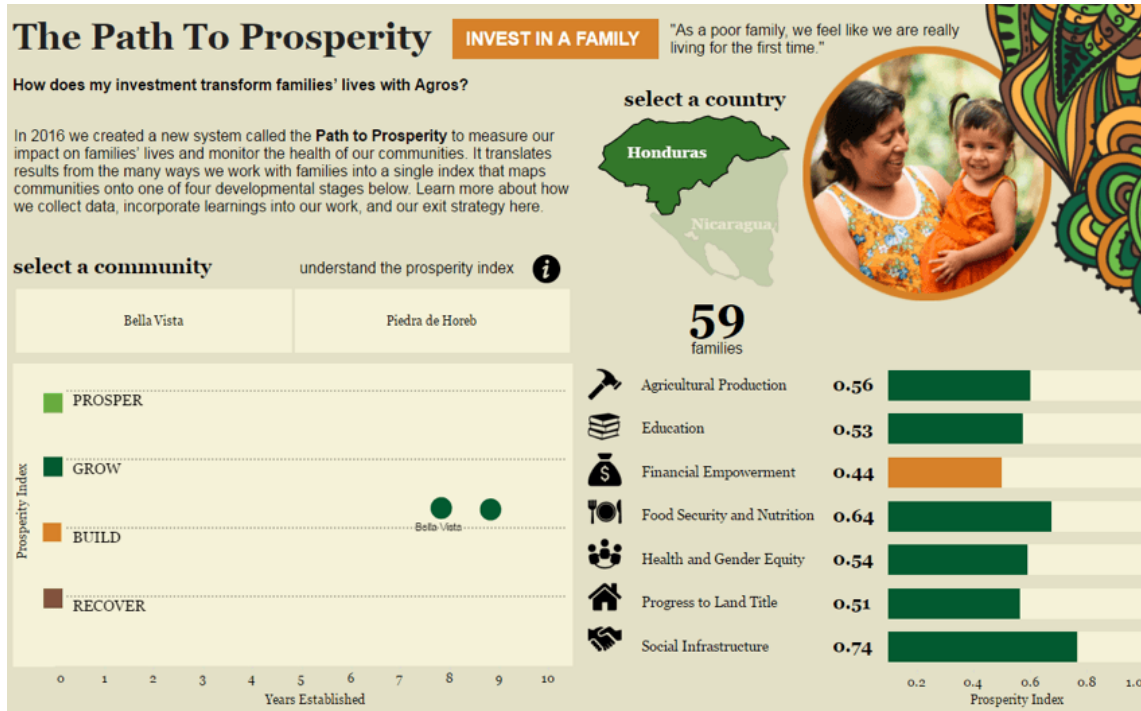 The Path To Prosperity
INVEST IN A FAMILY
"As a poor family, we feel like we are really
living for the first time."
How does my investment transform families' lives with Agros?
In 2016 we created a new system called the Path to Prosperity to measure our
impact on families' lives and monitor the health of our communities. It translates
results from the many ways we work with families into a single index that maps
communities onto one of four developmental stages below. Learn more about how
we collect data, incorporate learnings into our work, and our exit strategy here.
select a country
Honduras
Nicaragua
select a community
understand the prosperity index
i
Bella Vista
Piedra de Horeb
59
families
Prosperity Index
PROSPER
GROW
BUILD
RECOVER
Bella Vista
0 1 2 3 4 5 6 7 8 9 10
Years Established
Agricultural Production 0.56
Education 0.53
$
Financial Empowerment 0.44
Food Security and Nutrition 0.64
Health and Gender Equity 0.54
Progress to Land Title 0.51
Social Infrastructure 0.74
0.2 0.4 0.6 0.8 1.0
Prosperity Index